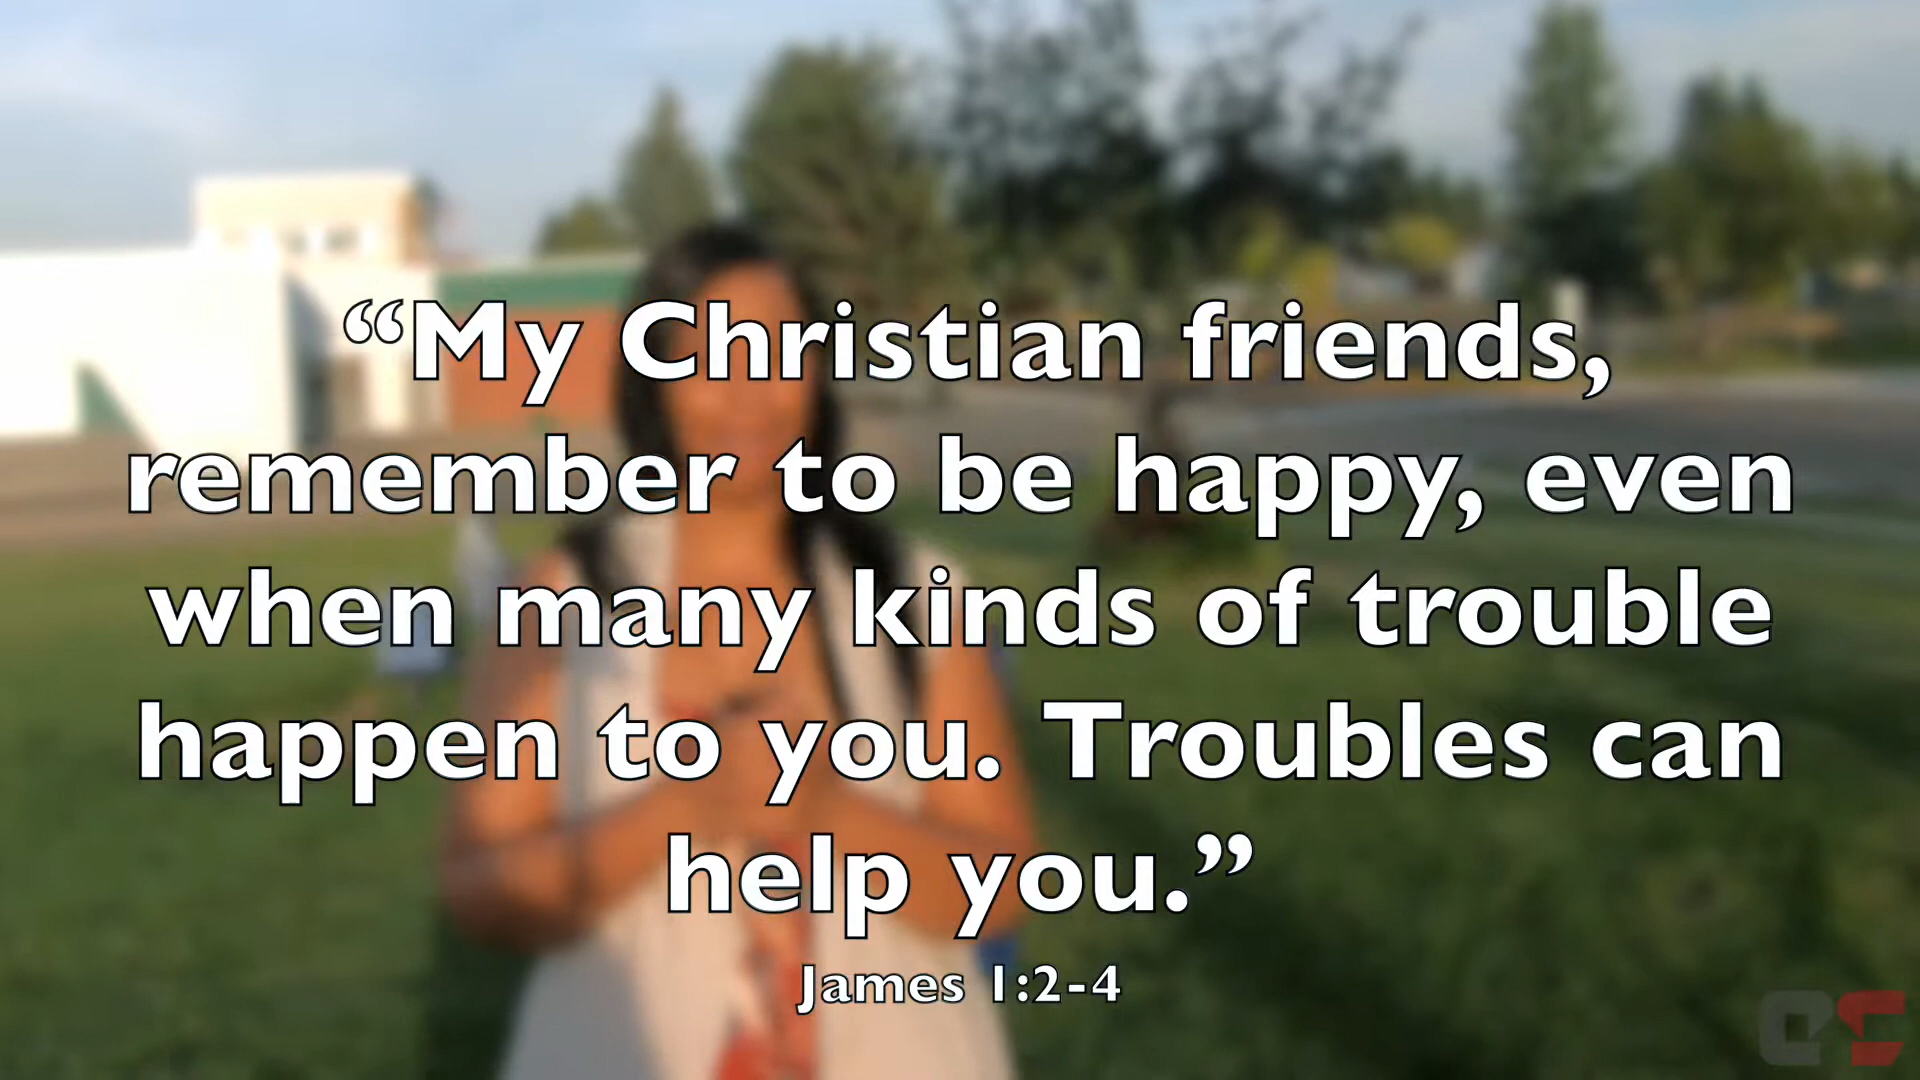 “My Christian friends,
remember to be happy, even
when many kinds of trouble
happen to you. Troubles can
help you.”
James 1:2-4
es